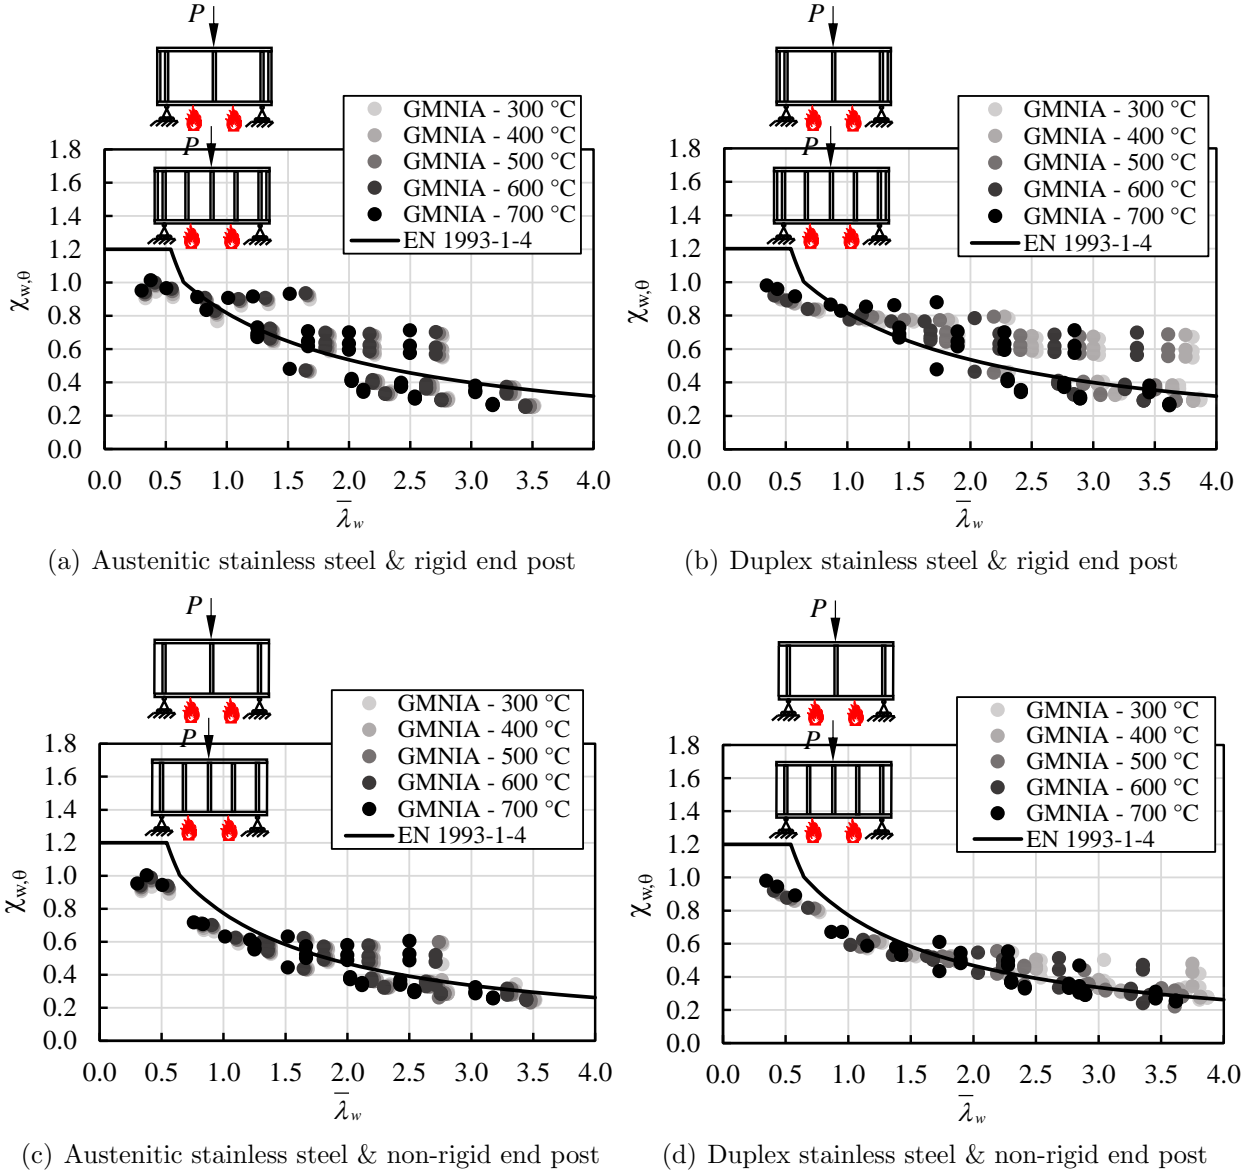 P
GMNIA - 300 °C
GMNIA - 400 °C
GMNIA - 500 °C
GMNIA - 600 °C
GMNIA - 700 °C
EN 1993-1-4
P
1.8
1.6
1.4
1.2
1.0
0.8
0.6
0.4
0.2
0.0
χw,θ
0.0 0.5 1.0 1.5 2.0 2.5 3.0 3.5 4.0
λ̅w
(a) Austenitic stainless steel & rigid end post
P
GMNIA - 300 °C
GMNIA - 400 °C
GMNIA - 500 °C
GMNIA - 600 °C
GMNIA - 700 °C
EN 1993-1-4
P
1.8
1.6
1.4
1.2
1.0
0.8
0.6
0.4
0.2
0.0
χw,θ
0.0 0.5 1.0 1.5 2.0 2.5 3.0 3.5 4.0
λ̅w
(b) Duplex stainless steel & rigid end post
P
GMNIA - 300 °C
GMNIA - 400 °C
GMNIA - 500 °C
GMNIA - 600 °C
GMNIA - 700 °C
EN 1993-1-4
P
1.8
1.6
1.4
1.2
1.0
0.8
0.6
0.4
0.2
0.0
χw,θ
0.0 0.5 1.0 1.5 2.0 2.5 3.0 3.5 4.0
λ̅w
(c) Austenitic stainless steel & non-rigid end post
P
GMNIA - 300 °C
GMNIA - 400 °C
GMNIA - 500 °C
GMNIA - 600 °C
GMNIA - 700 °C
EN 1993-1-4
P
1.8
1.6
1.4
1.2
1.0
0.8
0.6
0.4
0.2
0.0
χw,θ
0.0 0.5 1.0 1.5 2.0 2.5 3.0 3.5 4.0
λ̅w
(d) Duplex stainless steel & non-rigid end post